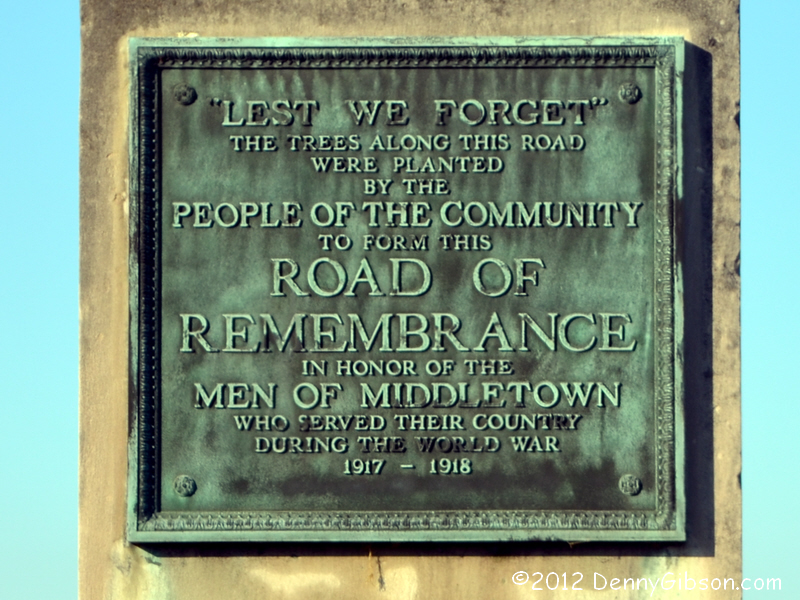 "LEST WE FORGET"
THE TREES ALONG THIS ROAD
WERE PLANTED
BY THE
PEOPLE OF THE COMMUNITY
TO FORM THIS
ROAD OF
REMEMBRANCE
IN HONOR OF THE
MEN OF MIDDLETOWN
WHO SERVED THEIR COUNTRY
DURING THE WORLD WAR
1917 - 1918
©2012 DennyGibson.com